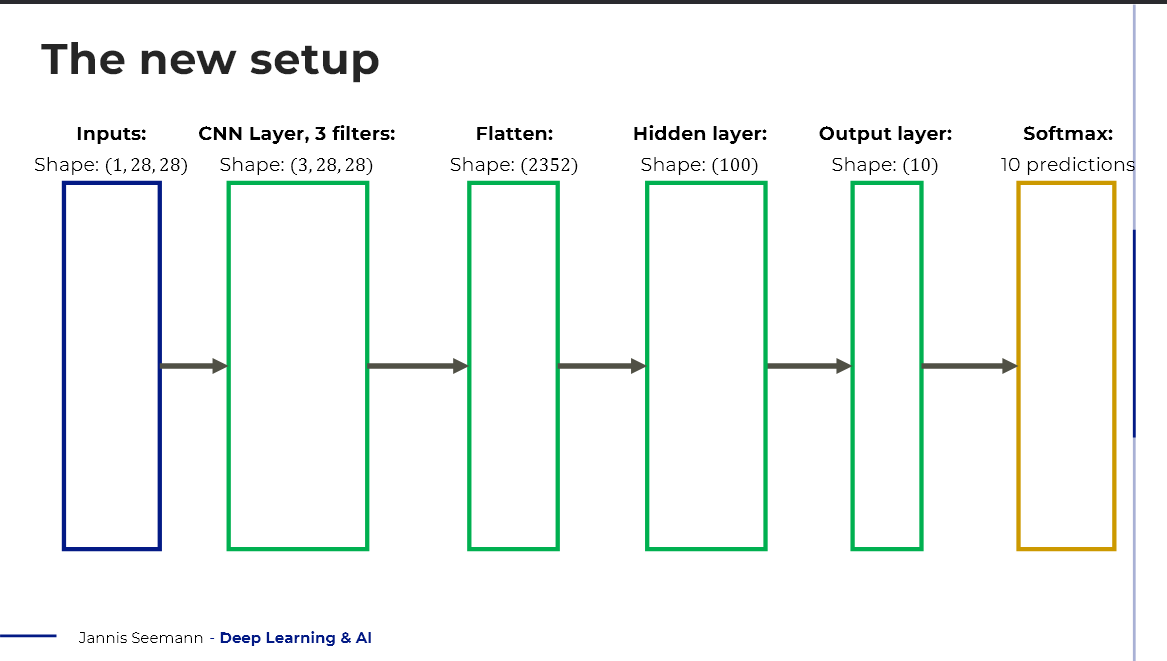 The new setup
Inputs:
Shape: (1, 28, 28)
CNN Layer, 3 filters:
Shape: (3, 28, 28)
Flatten:
Shape: (2352)
Hidden layer:
Shape: (100)
Output layer:
Shape: (10)
Softmax:
10 predictions
Jannis Seemann - Deep Learning & AI